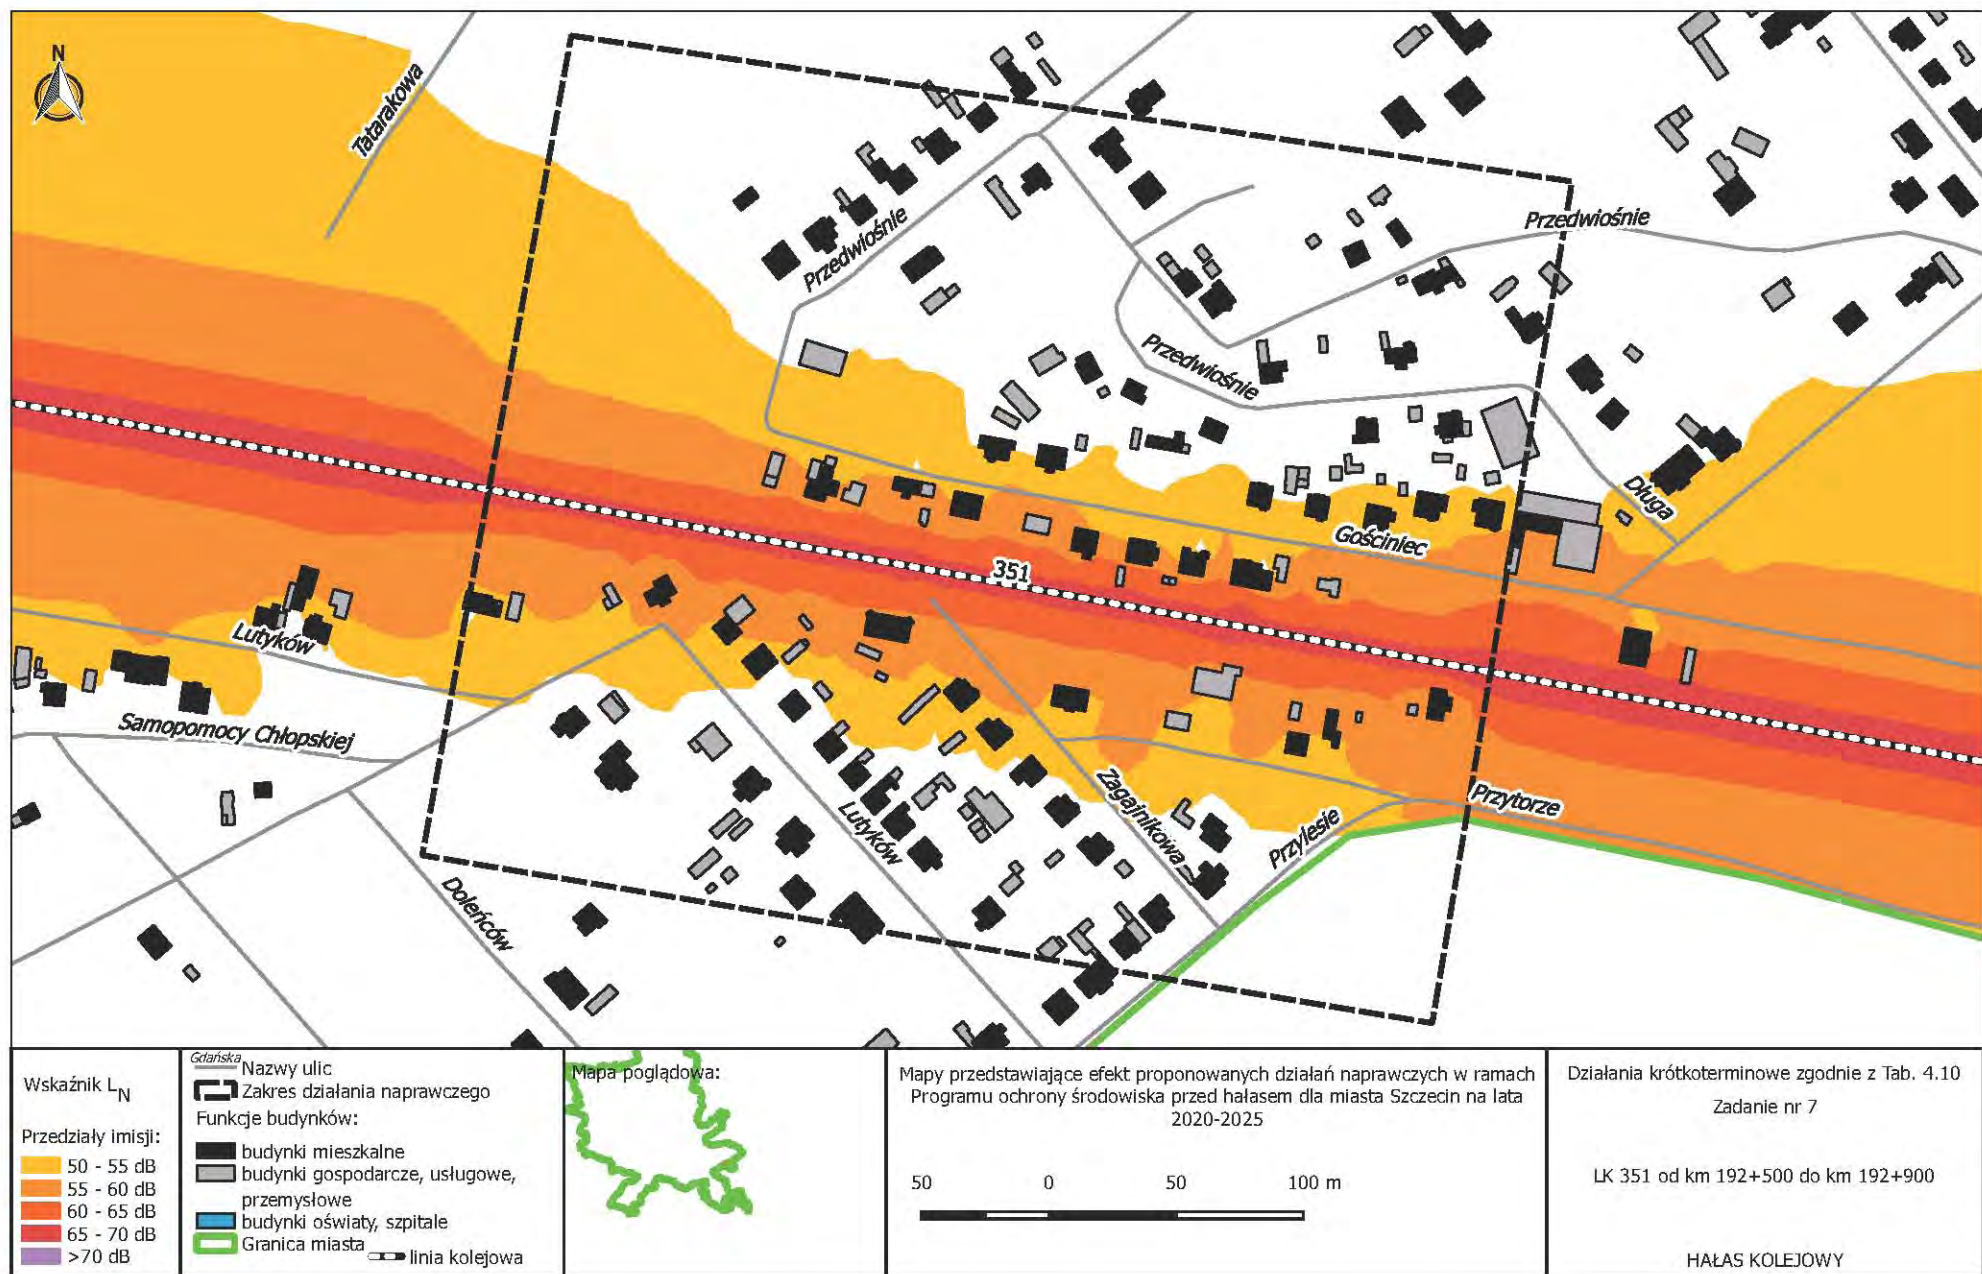 N
Tatarakowa
Przedwiośnie
Przedwiośnie
Przedwiośnie
Długa
Gościniec
351
Lutyków
Samopomocy Chłopskiej
Zagajnikowa
Przytorze
Przylesie
Lutyków
Doleńców
Wskaźnik LN
Przedziały imisji:
50 - 55 dB
55 - 60 dB
60 - 65 dB
65 - 70 dB
>70 dB
Gdańska
Nazwy ulic
Zakres działania naprawczego
Funkcje budynków:
budynki mieszkalne
budynki gospodarcze, usługowe,
przemysłowe
budynki oświaty, szpitale
Granica miasta
linia kolejowa
Mapa poglądowa:
Mapy przedstawiające efekt proponowanych działań naprawczych w ramach
Programu ochrony środowiska przed hałasem dla miasta Szczecin na lata
2020-2025
50 0 50 100 m
Działania krótkoterminowe zgodnie z Tab. 4.10
Zadanie nr 7
LK 351 od km 192+500 do km 192+900
HAŁAS KOLEJOWY